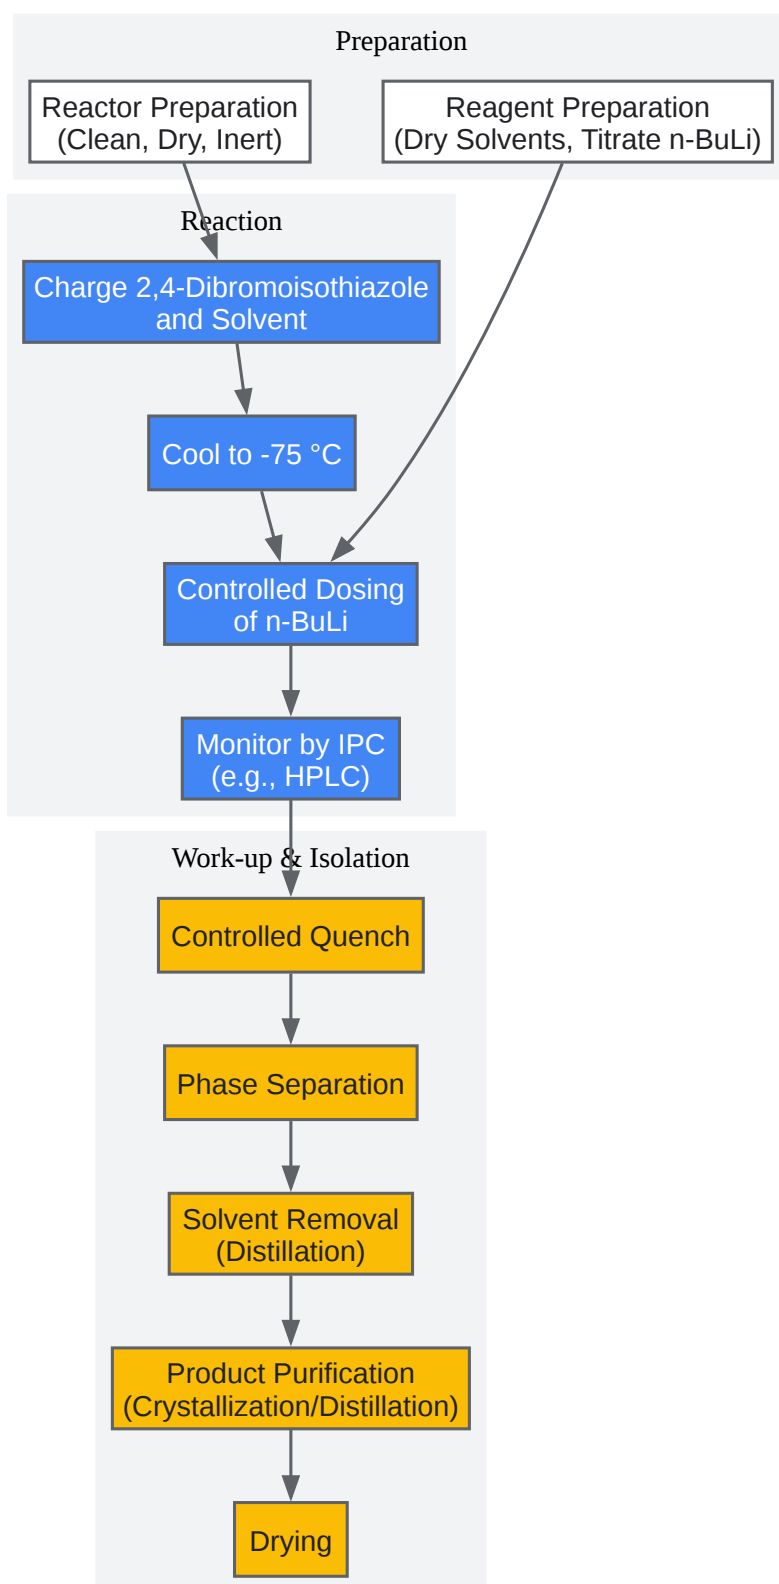 Preparation
Reactor Preparation
(Clean, Dry, Inert)
Reagent Preparation
(Dry Solvents, Titrate n-BuLi)
Reaction
Charge 2,4-Dibromoisothiazole
and Solvent
Cool to -75 °C
Controlled Dosing
of n-BuLi
Monitor by IPC
(e.g., HPLC)
Work-up & Isolation
Controlled Quench
Phase Separation
Solvent Removal
(Distillation)
Product Purification
(Crystallization/Distillation)
Drying